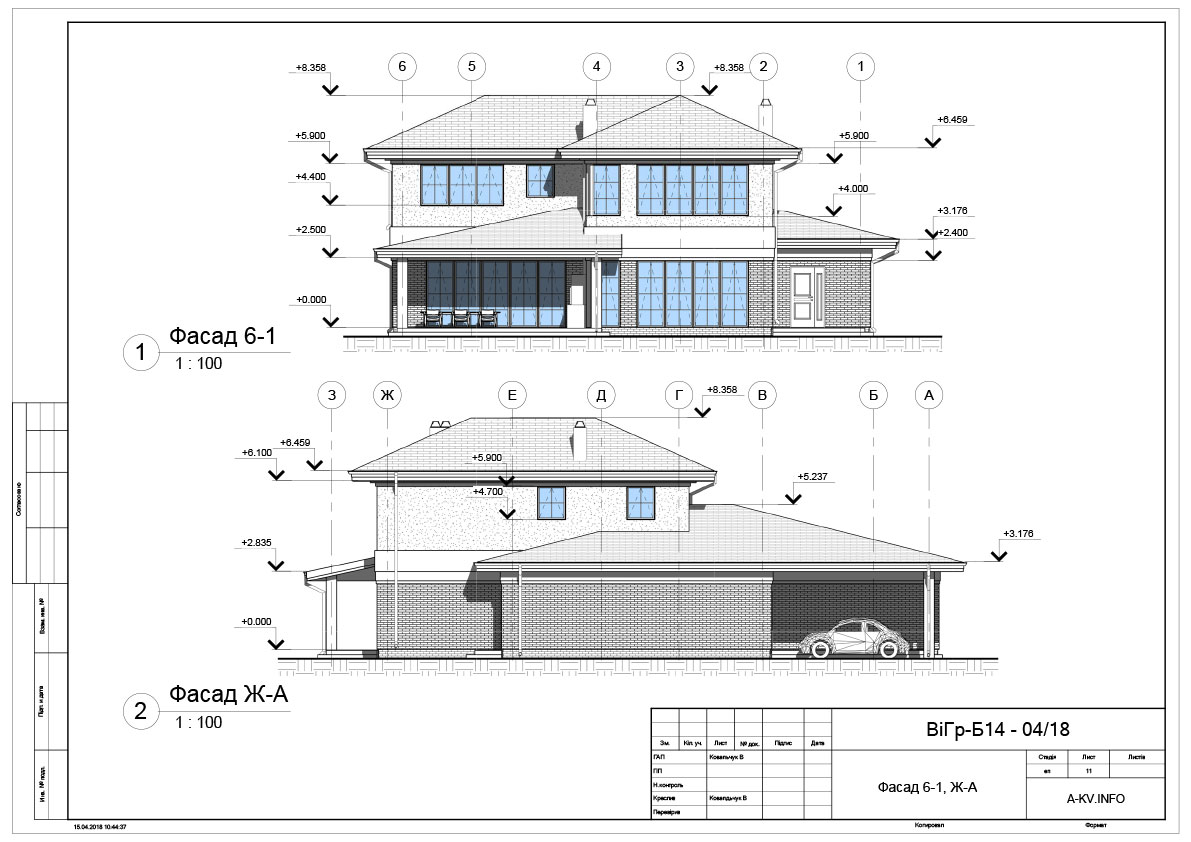 6
5
4
3
2
1
+8.358
+8.358
+6.459
+5.900
+5.900
+4.400
+4.000
+3.176
+2.500
+2.400
+0.000
1
Фасад 6-1
1 : 100
З
Ж
Е
Д
Г
В
Б
А
+8.358
+6.459
+6.100
+5.900
+5.237
+4.700
+3.176
+2.835
+0.000
2
Фасад Ж-А
1 : 100
Согласовано
Взам. инв. №
Підп. и дата
Инв. № подл.
ВіГр-Б14 - 04/18
Зм. Кіл. уч. Лист № док. Підпис Дата
ГАП Ковальчук В
ПП
Н.контроль
Креслив Ковалдьчук В
Перевірив
Фасад 6-1, Ж-А
Стадія Лист Листів
еп 11
A-KV.INFO
15.04.2018 10:44:37
Копировал Формат